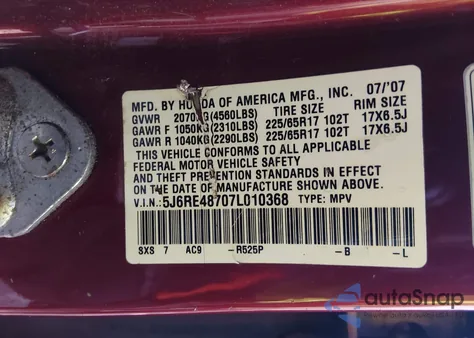 MFD. BY HONDA OF AMERICA MFG., INC. 07/'07
GVWR 2070KG(4560LBS) TIRE SIZE RIM SIZE
GAWR F 1050KG(2310LBS) 225/65R17 102T 17X6.5J
GAWR R 1040KG(2290LBS) 225/65R17 102T 17X6.5J
THIS VEHICLE CONFORMS TO ALL APPLICABLE
FEDERAL MOTOR VEHICLE SAFETY
AND THEFT PREVENTION STANDARDS IN EFFECT
ON THE DATE OF MANUFACTURE SHOWN ABOVE.
V.I.N.: 5J6RE48707L010368 TYPE: MPV
SXS 7 AC9 -R525P -B -L
autoSnap